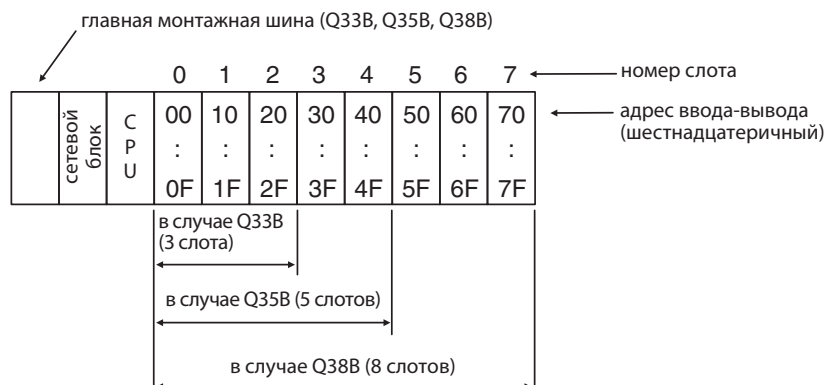 главная монтажная шина (Q33B, Q35B, Q38B)
0 1 2 3 4 5 6 7
номер слота
сетевой
блок
C
P
U
00 10 20 30 40 50 60 70
: : : : : : : :
0F 1F 2F 3F 4F 5F 6F 7F
адрес ввода-вывода
(шестнадцатеричный)
в случае Q33B
(3 слота)
в случае Q35B (5 слотов)
в случае Q38B (8 слотов)